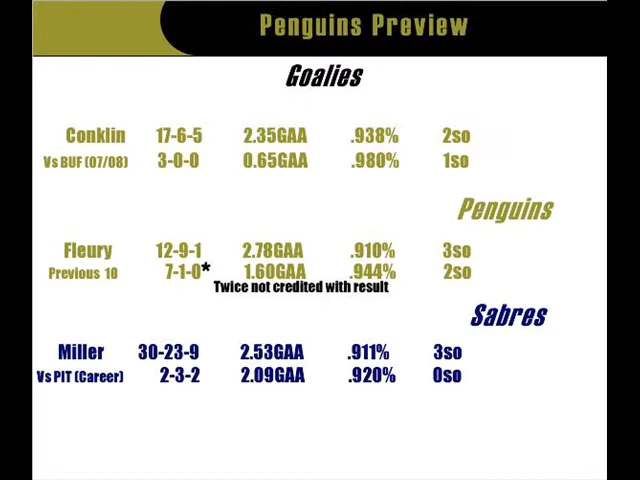 Penguins Preview
Goalies
Conklin 17-6-5 2.35GAA .938% 2so
Vs BUF (07/08) 3-0-0 0.65GAA .980% 1so
Penguins
Fleury 12-9-1 2.78GAA .910% 3so
Previous 10 7-1-0* 1.60GAA .944% 2so
Twice not credited with result
Sabres
Miller 30-23-9 2.53GAA .911% 3so
Vs PIT (Career) 2-3-2 2.09GAA .920% 0so